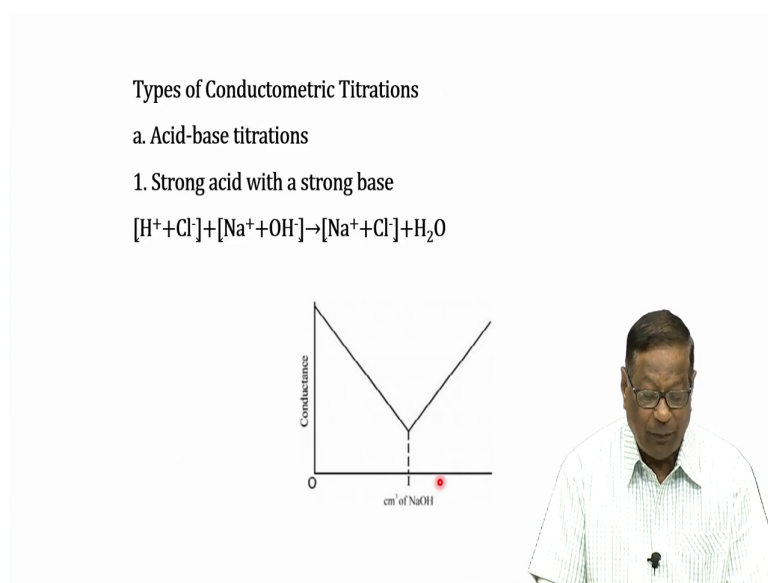 Types of Conductometric Titrations
a. Acid-base titrations
1. Strong acid with a strong base
[H⁺+Cl⁻]+[Na⁺+OH⁻]→[Na⁺+Cl⁻]+H₂O
Conductance
O
1
cm³ of NaOH